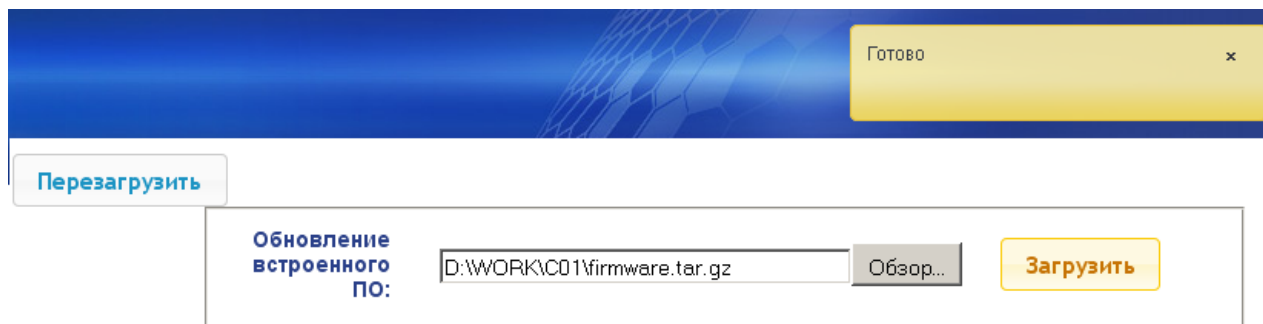 Готово
×
Перезагрузить
Обновление
встроенного
ПО:
D:\WORK\C01\firmware.tar.gz
Обзор...
Загрузить